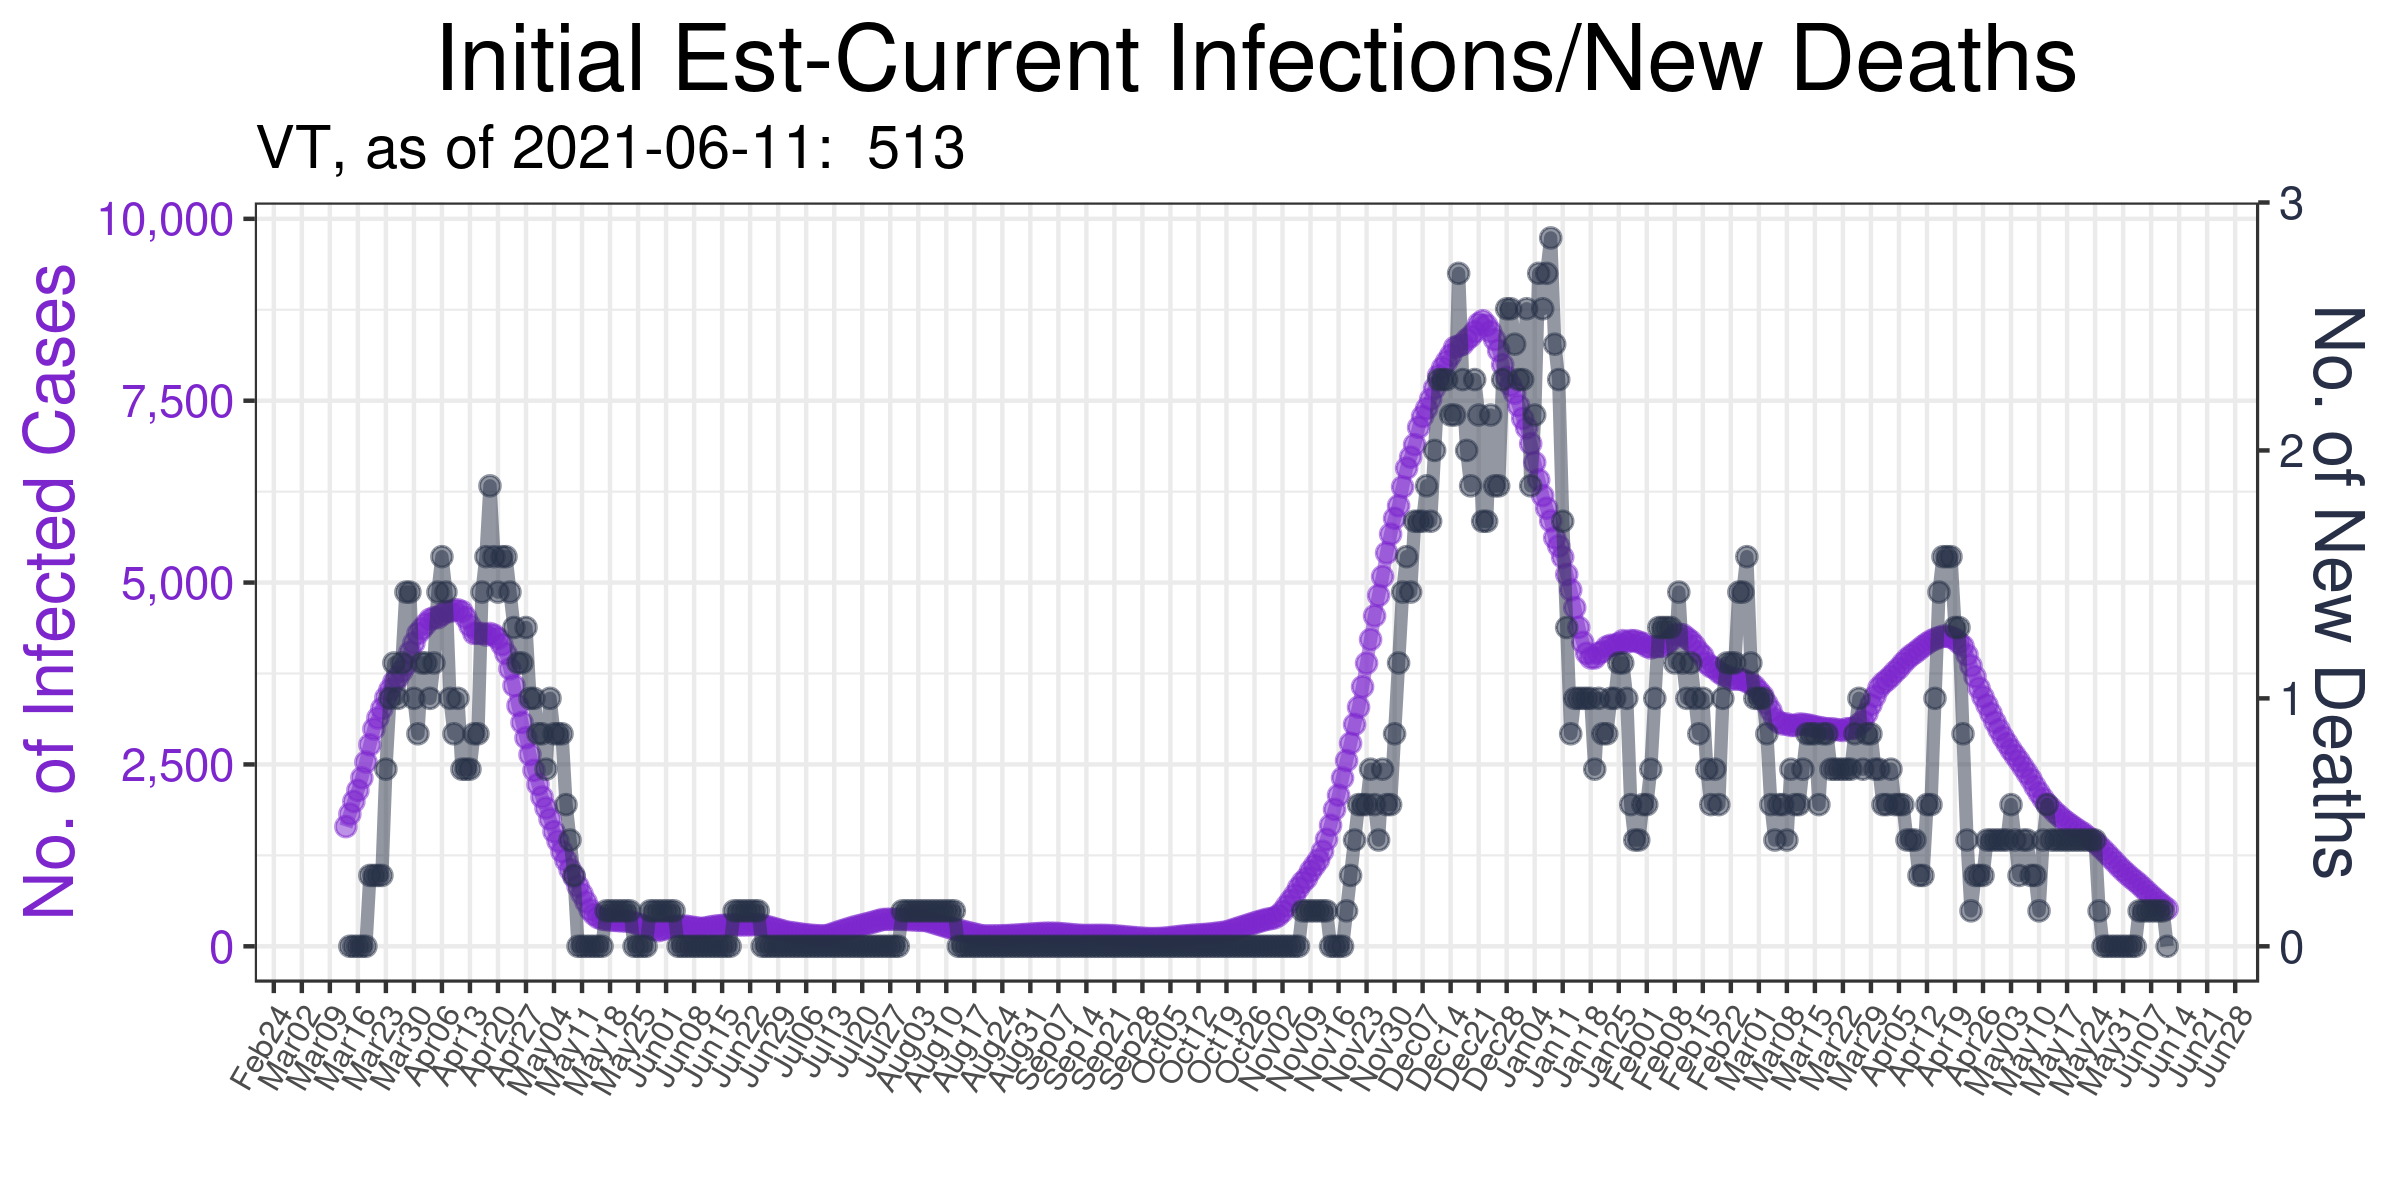 Initial Est-Current Infections/New Deaths
VT, as of 2021-06-11:  513
No. of Infected Cases
10,000
7,500
5,000
2,500
0
3
2
1
0
No. of New Deaths
Feb24
Mar02
Mar09
Mar16
Mar23
Mar30
Apr06
Apr13
Apr20
Apr27
May04
May11
May18
May25
Jun01
Jun08
Jun15
Jun22
Jun29
Jul06
Jul13
Jul20
Jul27
Aug03
Aug10
Aug17
Aug24
Aug31
Sep07
Sep14
Sep21
Sep28
Oct05
Oct12
Oct19
Oct26
Nov02
Nov09
Nov16
Nov23
Nov30
Dec07
Dec14
Dec21
Dec28
Jan04
Jan11
Jan18
Jan25
Feb01
Feb08
Feb15
Feb22
Mar01
Mar08
Mar15
Mar22
Mar29
Apr05
Apr12
Apr19
Apr26
May03
May10
May17
May24
May31
Jun07
Jun14
Jun21
Jun28